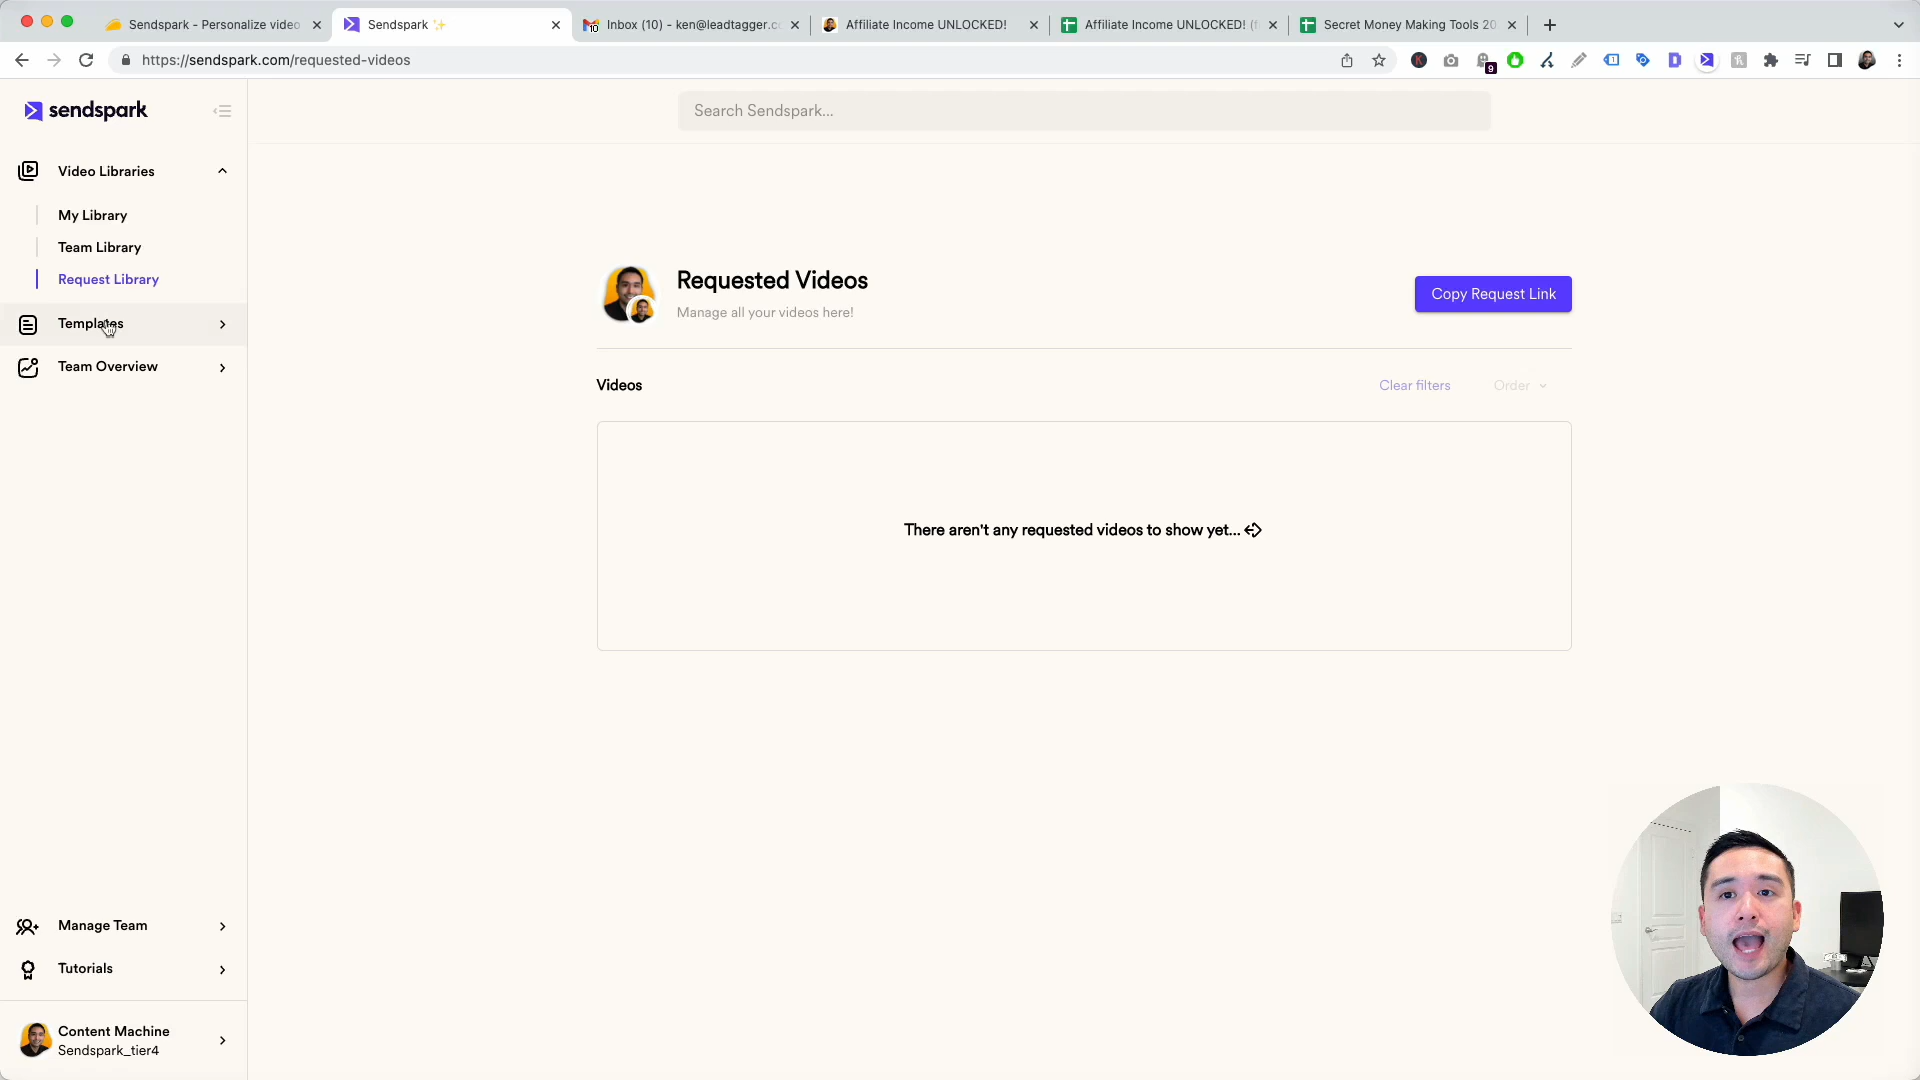 Sendspark - Personalize video
Sendspark ✨
Inbox (10) - ken@leadtagger.c
Affiliate Income UNLOCKED!
Affiliate Income UNLOCKED! (f
Secret Money Making Tools 20
https://sendspark.com/requested-videos
9
sendspark
Search Sendspark...
Video Libraries
My Library
Team Library
Request Library
Templates
Team Overview
Requested Videos
Manage all your videos here!
Copy Request Link
Videos
Clear filters
Order
There aren't any requested videos to show yet...
Manage Team
Tutorials
Content Machine
Sendspark_tier4